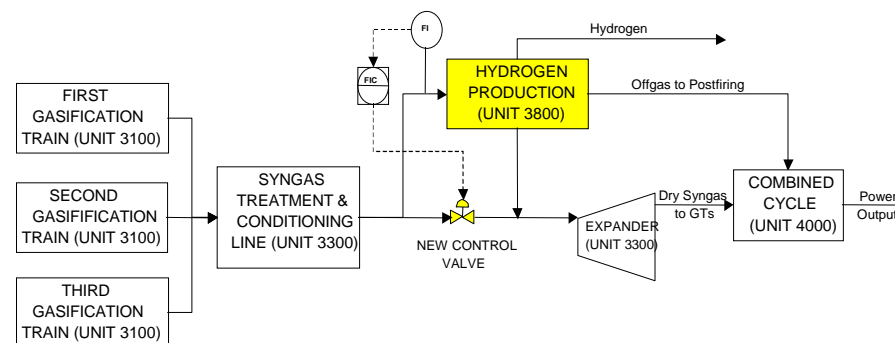 Hydrogen
FI
FIC
HYDROGEN
PRODUCTION
(UNIT 3800)
Offgas to Postfiring
FIRST
GASIFICATION
TRAIN (UNIT 3100)
SECOND
GASIFIFICATION
TRAIN (UNIT 3100)
THIRD
GASIFICATION
TRAIN (UNIT 3100)
SYNGAS
TREATMENT &
CONDITIONING
LINE (UNIT 3300)
NEW CONTROL
VALVE
EXPANDER
(UNIT 3300)
Dry Syngas
to GTs
COMBINED
CYCLE
(UNIT 4000)
Power
Output